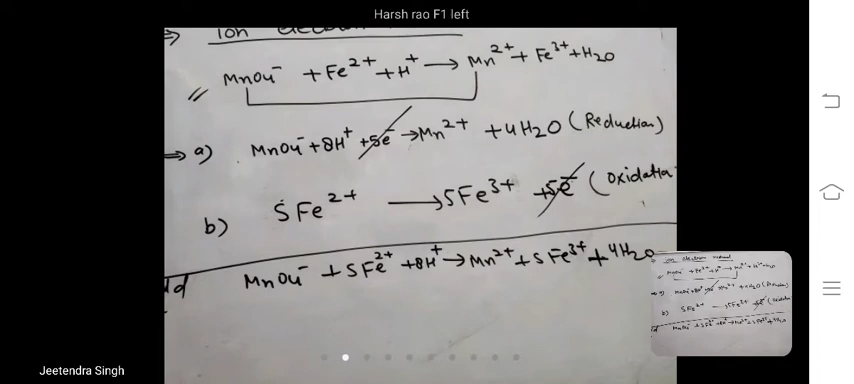 Harsh rao F1 left
⇒ Ion electron
MnO4⁻ + Fe²⁺ + H⁺ → Mn²⁺ + Fe³⁺ + H2O
⇒ a) MnO4⁻ + 8H⁺ + 5e⁻ → Mn²⁺ + 4H2O (Reduction)
b) 5Fe²⁺ → 5Fe³⁺ + 5e⁻ (Oxidation
MnO4⁻ + 5Fe²⁺ + 8H⁺ → Mn²⁺ + 5Fe³⁺ + 4H2O
Jeetendra Singh